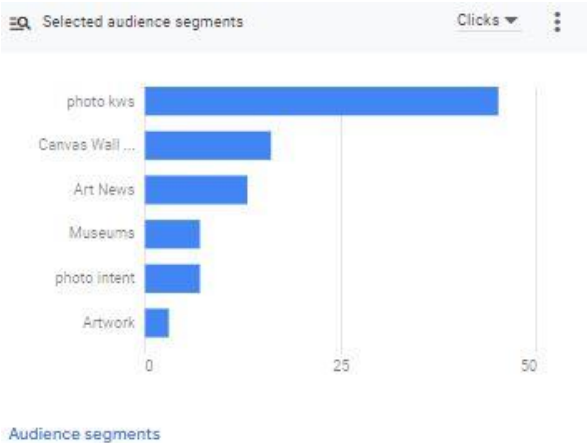 Selected audience segments
Clicks
photo kws
Canvas Wall ...
Art News
Museums
photo intent
Artwork
0 25 50
Audience segments